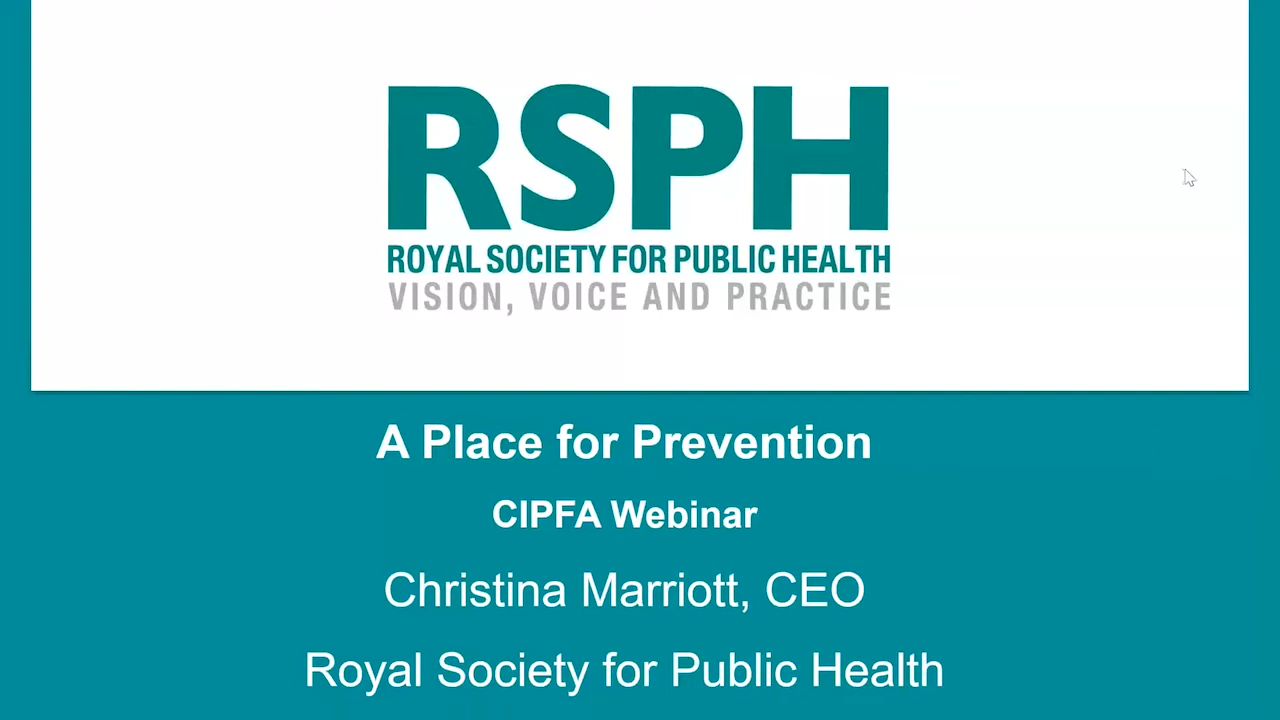 RSPH
ROYAL SOCIETY FOR PUBLIC HEALTH
VISION, VOICE AND PRACTICE
A Place for Prevention
CIPFA Webinar
Christina Marriott, CEO
Royal Society for Public Health